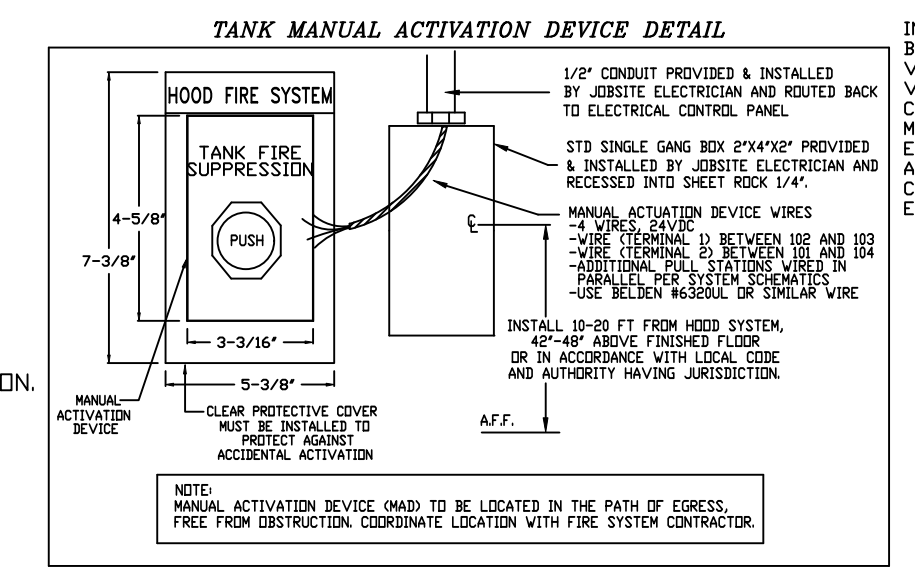 TANK MANUAL ACTIVATION DEVICE DETAIL
HOOD FIRE SYSTEM
TANK FIRE
SUPPRESSION
PUSH
4-5/8"
7-3/8"
3-3/16"
5-3/8"
MANUAL
ACTIVATION
DEVICE
CLEAR PROTECTIVE COVER
MUST BE INSTALLED TO
PROTECT AGAINST
ACCIDENTAL ACTIVATION
1/2" CONDUIT PROVIDED & INSTALLED
BY JOBSITE ELECTRICIAN AND ROUTED BACK
TO ELECTRICAL CONTROL PANEL
STD SINGLE GANG BOX 2"X4"X2" PROVIDED
& INSTALLED BY JOBSITE ELECTRICIAN AND
RECESSED INTO SHEET ROCK 1/4".
MANUAL ACTUATION DEVICE WIRES
-4 WIRES, 24VDC
-WIRE (TERMINAL 1) BETWEEN 102 AND 103
-WIRE (TERMINAL 2) BETWEEN 101 AND 104
-ADDITIONAL PULL STATIONS WIRED IN
PARALLEL PER SYSTEM SCHEMATICS
-USE BELDEN #6320UL OR SIMILAR WIRE
℄
INSTALL 10-20 FT FROM HOOD SYSTEM,
42"-48" ABOVE FINISHED FLOOR
OR IN ACCORDANCE WITH LOCAL CODE
AND AUTHORITY HAVING JURISDICTION.
A.F.F.
NOTE:
MANUAL ACTIVATION DEVICE (MAD) TO BE LOCATED IN THE PATH OF EGRESS,
FREE FROM OBSTRUCTION. COORDINATE LOCATION WITH FIRE SYSTEM CONTRACTOR.
ON.